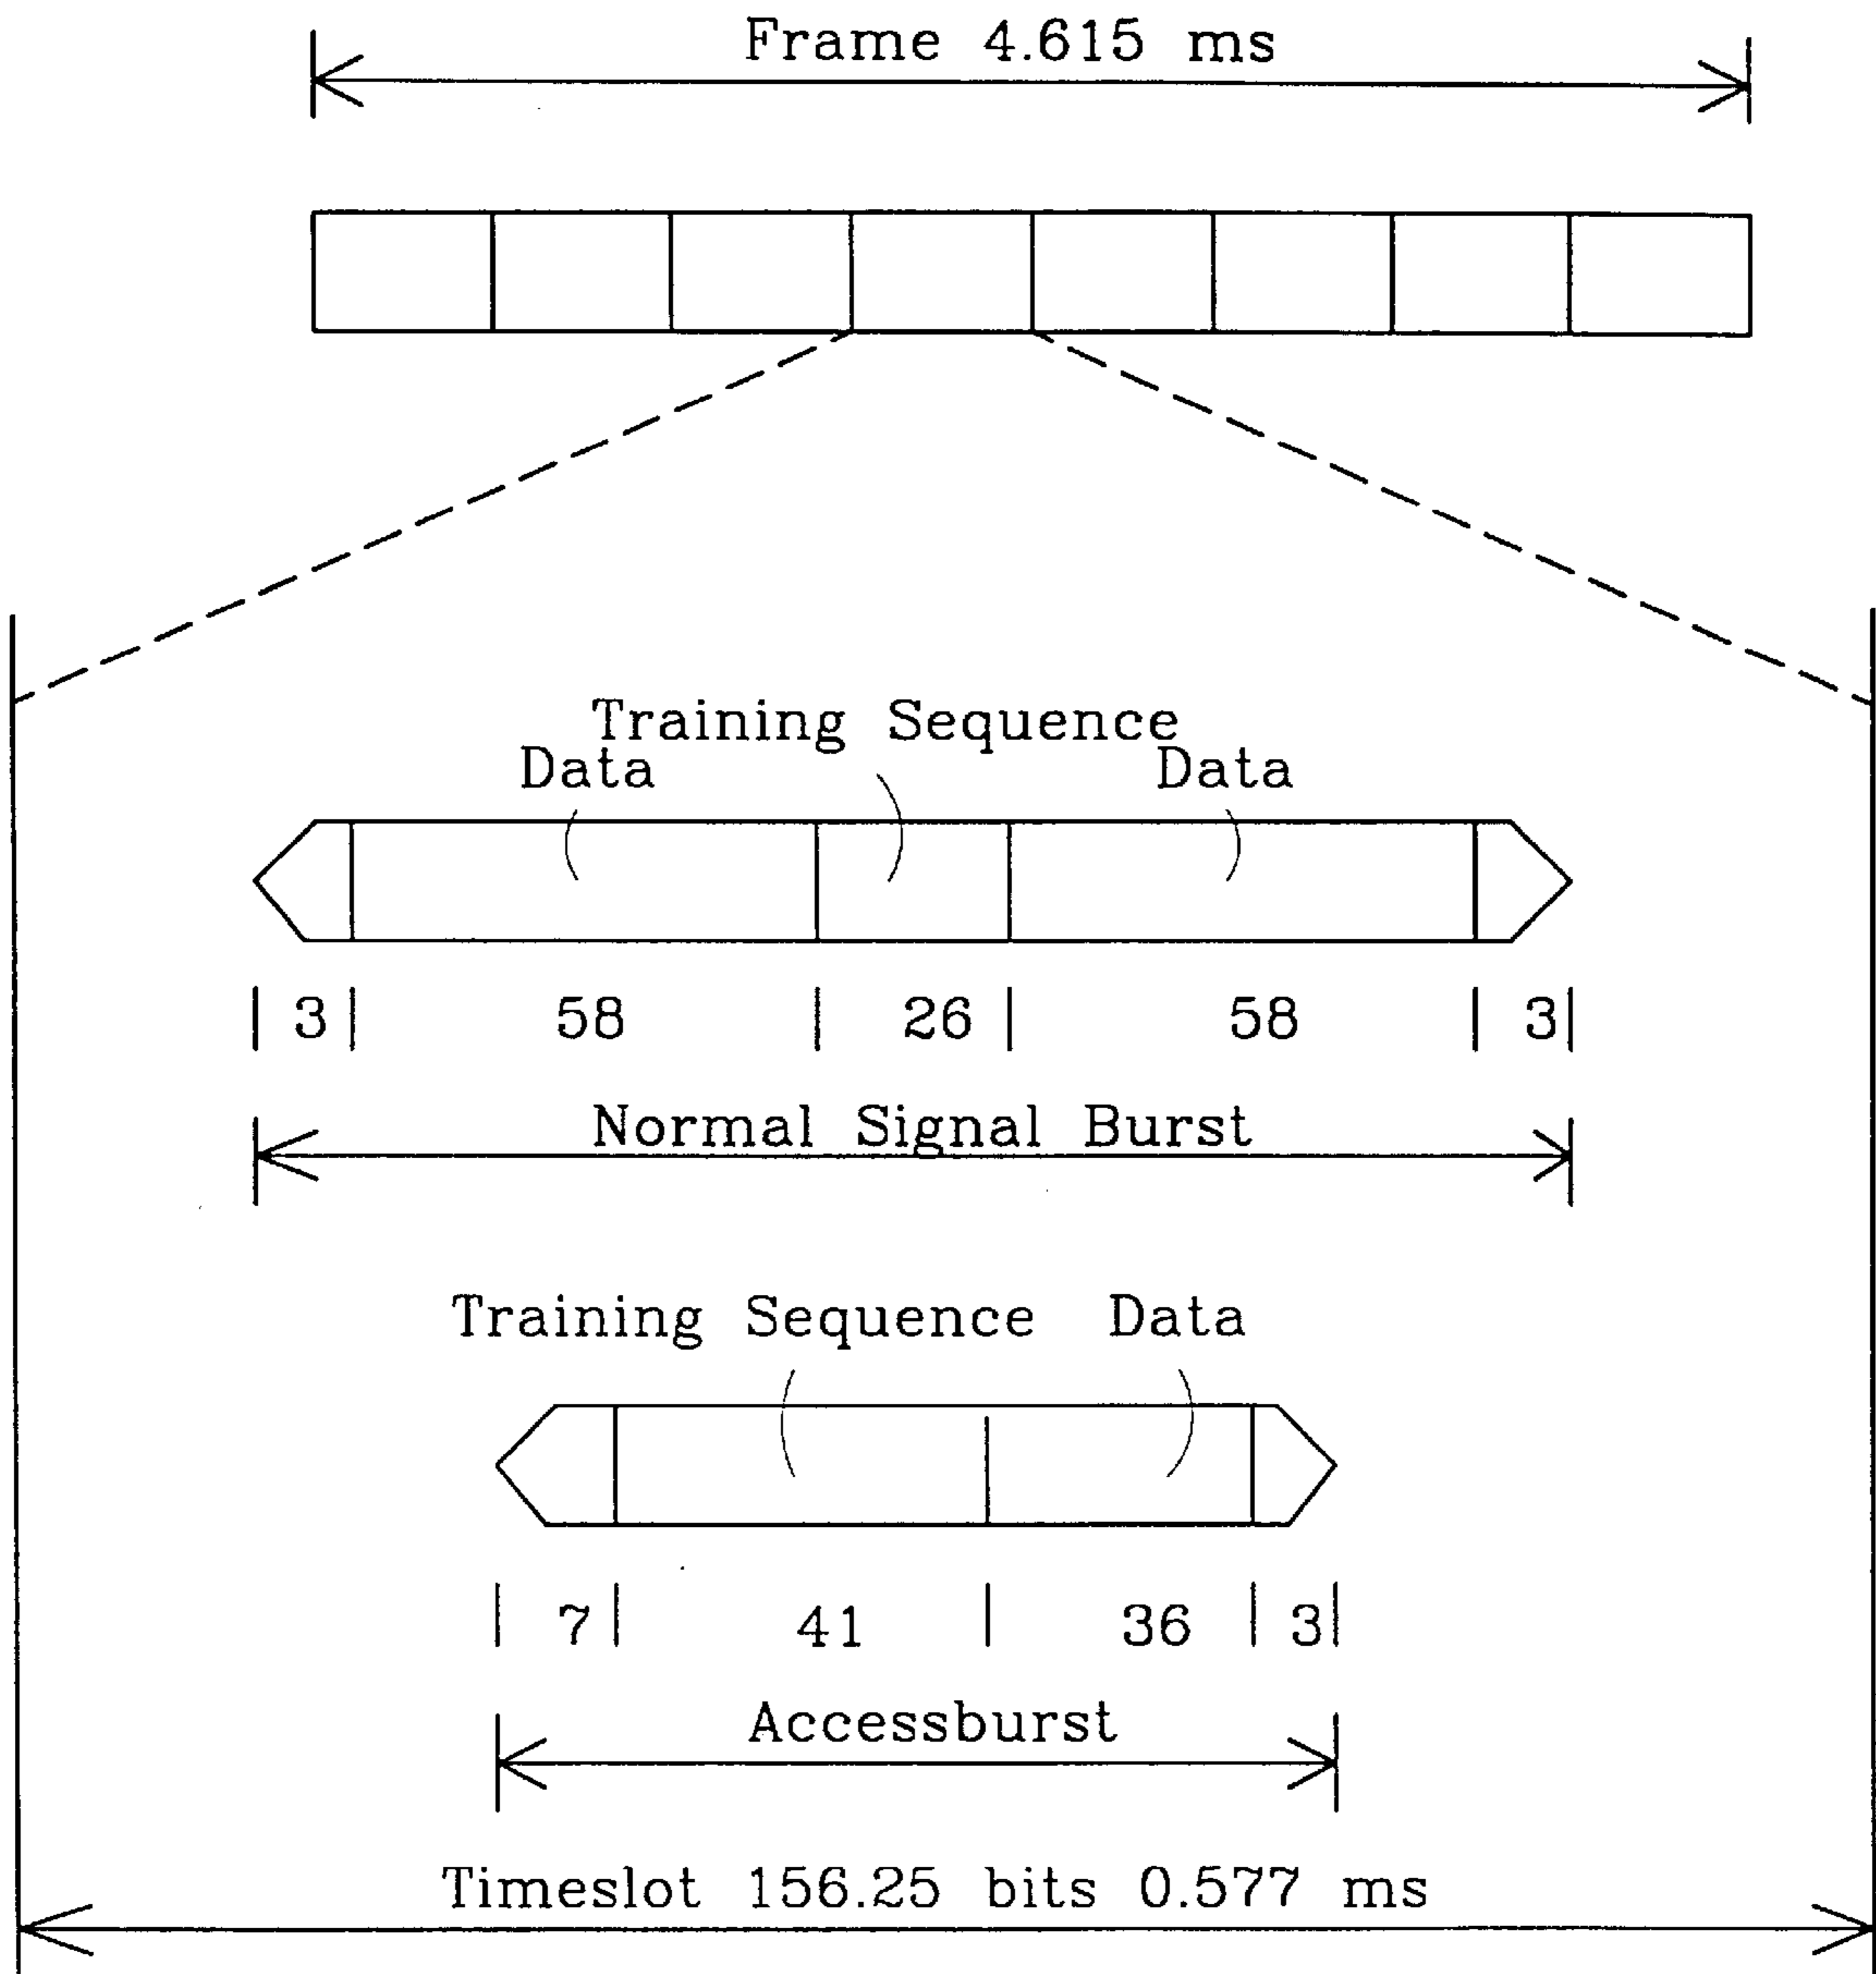 Frame 4.615 ms
Training Sequence
Data Data
3 58 26 58 3
Normal Signal Burst
Training Sequence Data
7 41 36 3
Accessburst
Timeslot 156.25 bits 0.577 ms